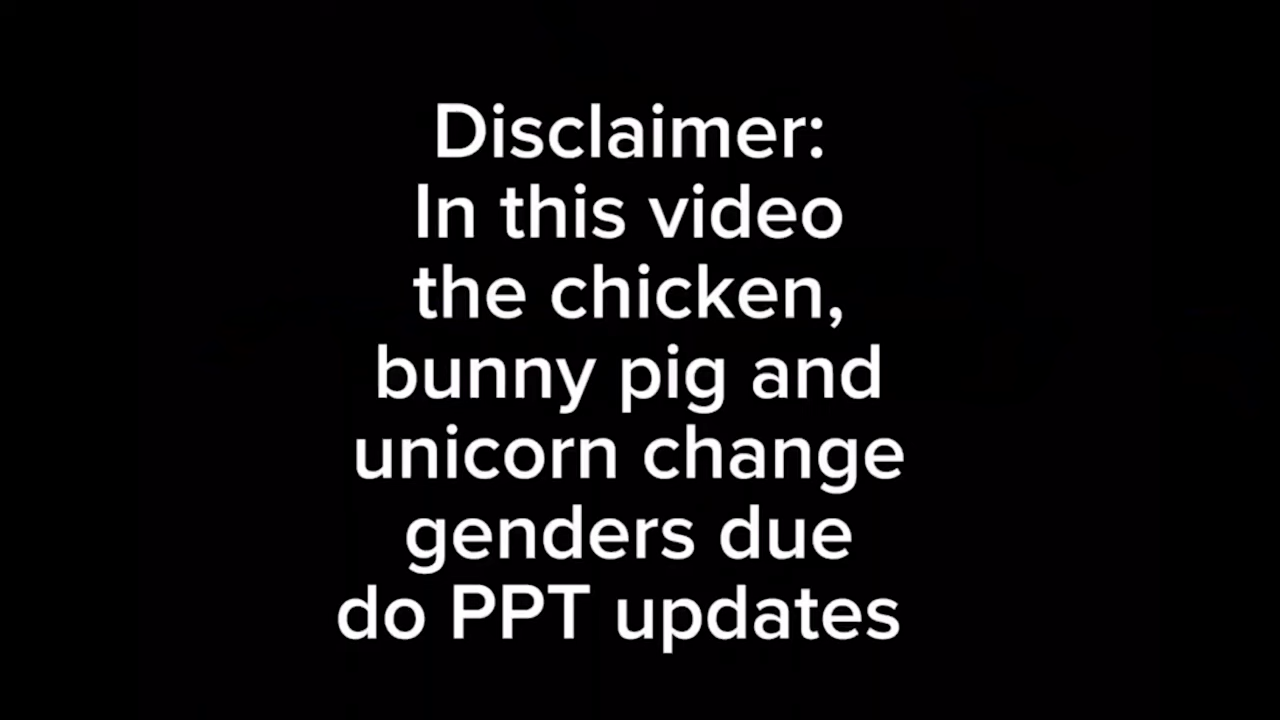 Disclaimer:
In this video
the chicken,
bunny pig and
unicorn change
genders due
do PPT updates